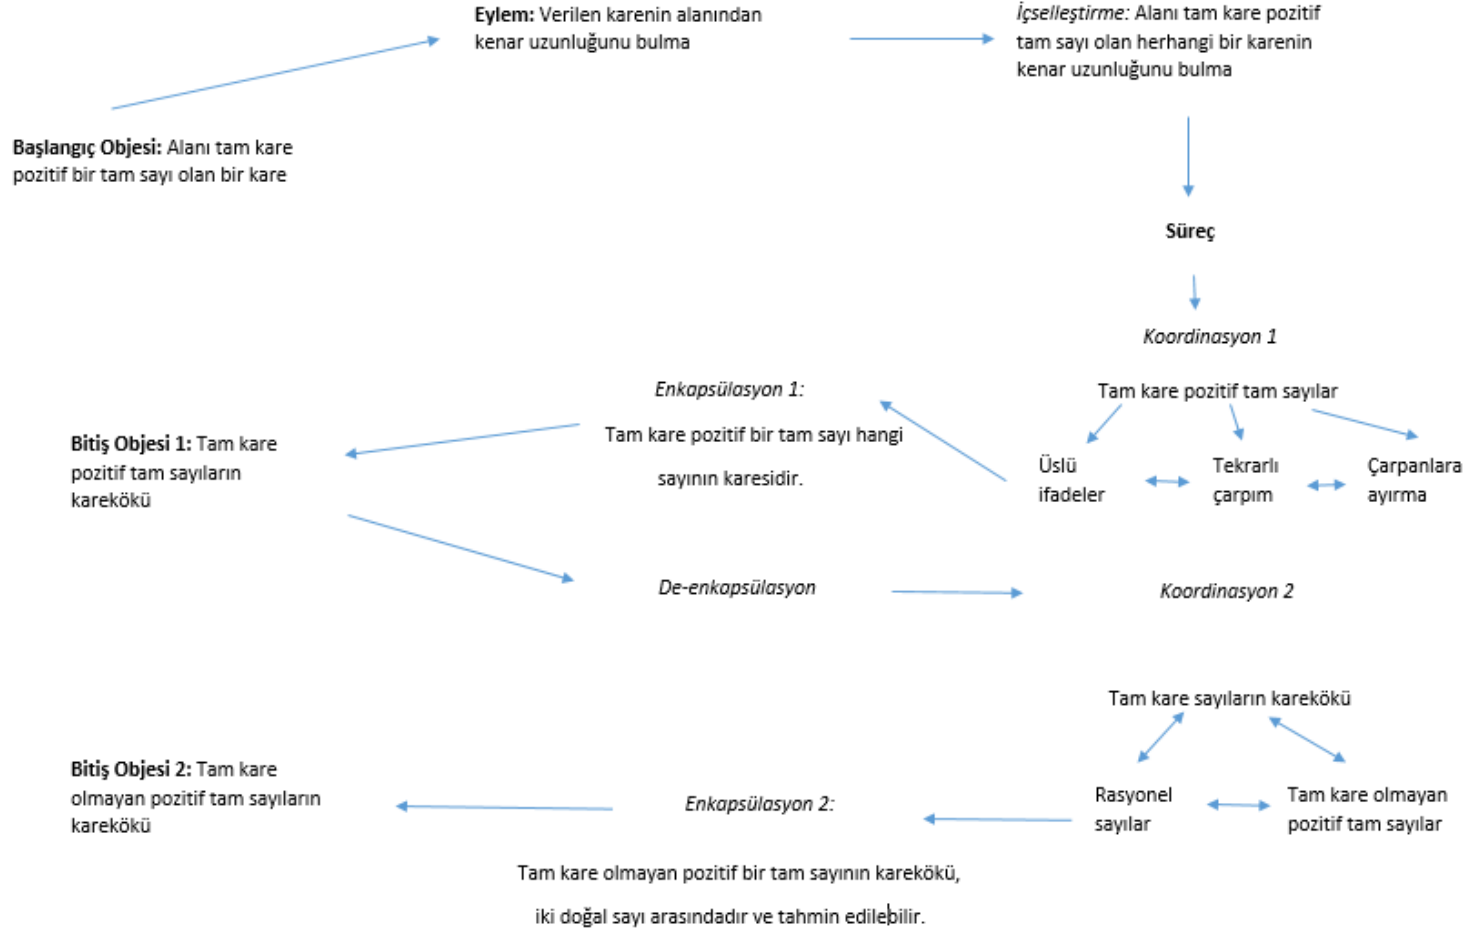 Eylem: Verilen karenin alanından
kenar uzunluğunu bulma
İçselleştirme: Alanı tam kare pozitif
tam sayı olan herhangi bir karenin
kenar uzunluğunu bulma
Başlangıç Objesi: Alanı tam kare
pozitif bir tam sayı olan bir kare
Süreç
Koordinasyon 1
Tam kare pozitif tam sayılar
Üslü
ifadeler
Tekrarlı
çarpım
Çarpanlara
ayırma
Enkapsülasyon 1:
Tam kare pozitif bir tam sayı hangi
sayının karesidir.
Bitiş Objesi 1: Tam kare
pozitif tam sayıların
karekökü
De-enkapsülasyon
Koordinasyon 2
Tam kare sayıların karekökü
Rasyonel
sayılar
Tam kare olmayan
pozitif tam sayılar
Enkapsülasyon 2:
Tam kare olmayan pozitif bir tam sayının karekökü,
iki doğal sayı arasındadır ve tahmin edilebilir.
Bitiş Objesi 2: Tam kare
olmayan pozitif tam sayıların
karekökü